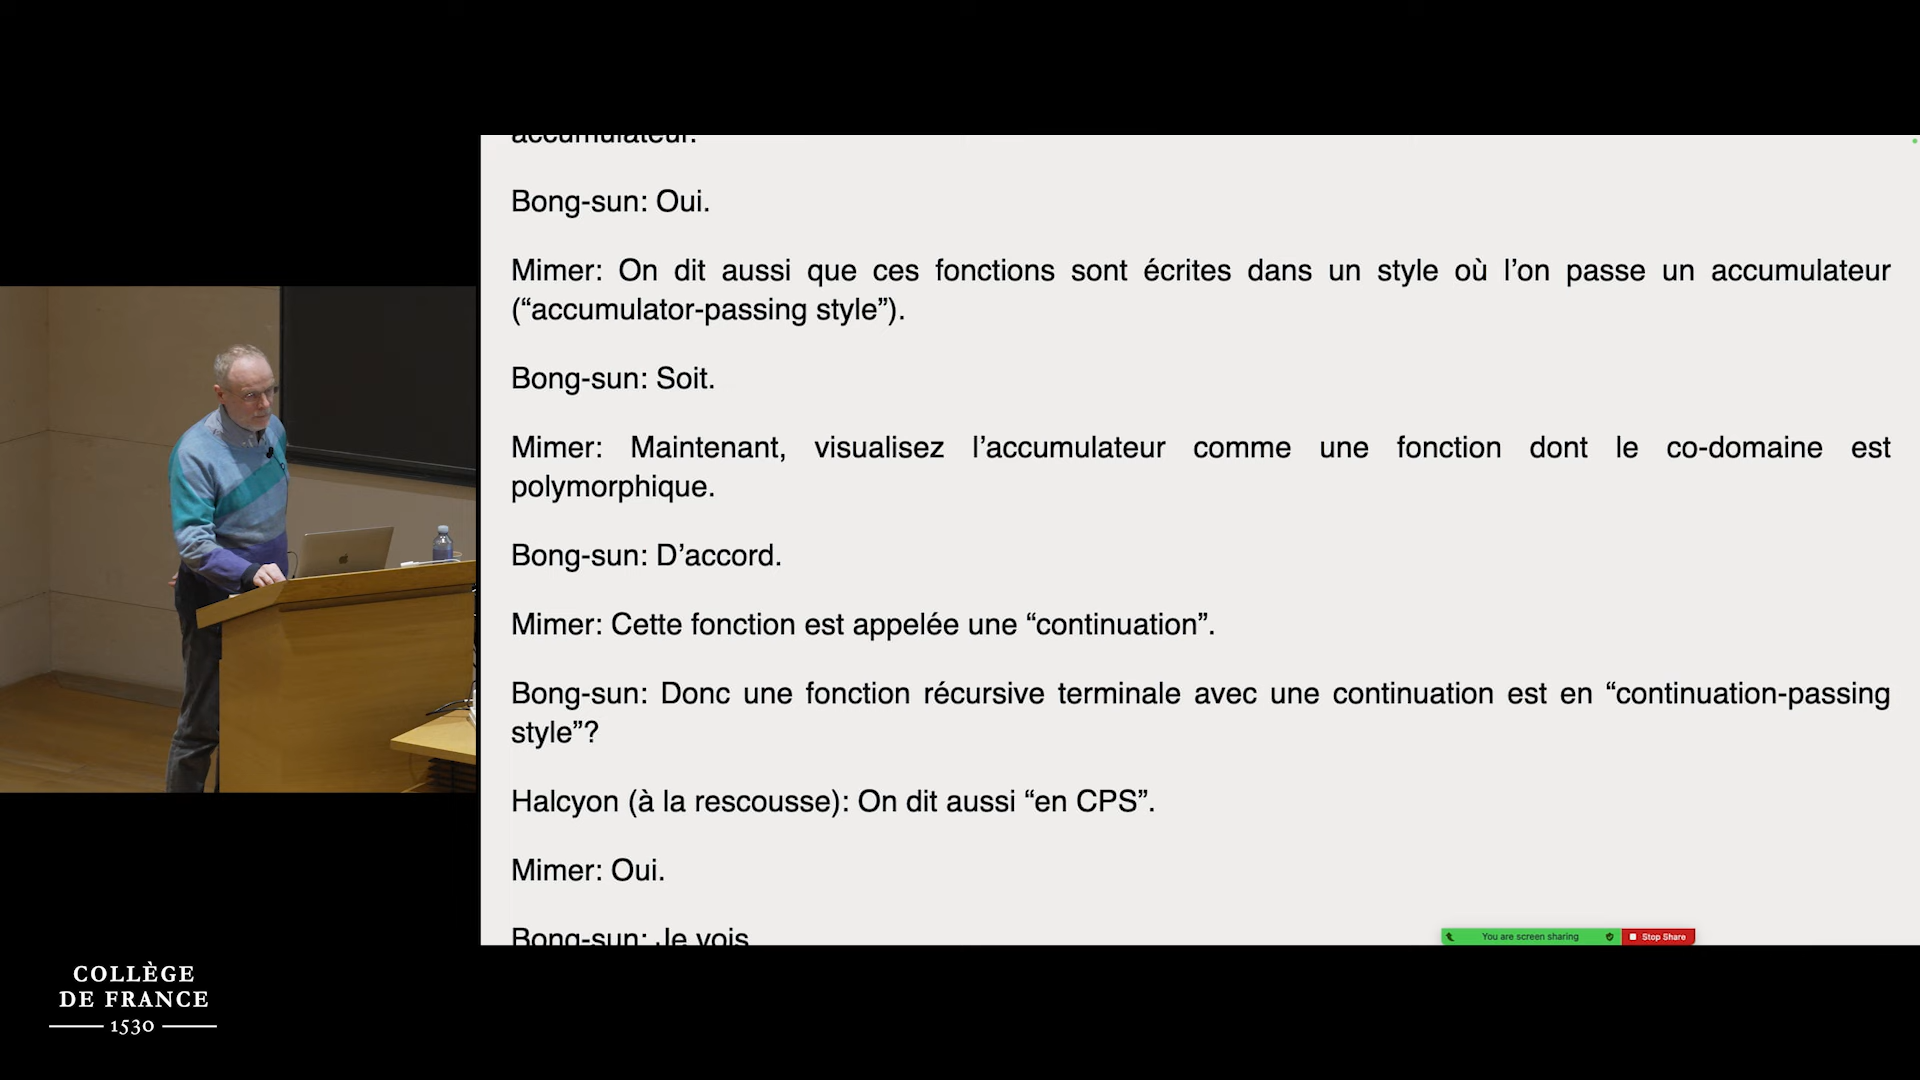 accumulateur.
Bong-sun: Oui.
Mimer: On dit aussi que ces fonctions sont écrites dans un style où l’on passe un accumulateur
(“accumulator-passing style”).
Bong-sun: Soit.
Mimer: Maintenant, visualisez l’accumulateur comme une fonction dont le co-domaine est
polymorphique.
Bong-sun: D’accord.
Mimer: Cette fonction est appelée une “continuation”.
Bong-sun: Donc une fonction récursive terminale avec une continuation est en “continuation-passing
style”?
Halcyon (à la rescousse): On dit aussi “en CPS”.
Mimer: Oui.
Bong-sun: Je vois
You are screen sharing
Stop Share
COLLÈGE
DE FRANCE
1530